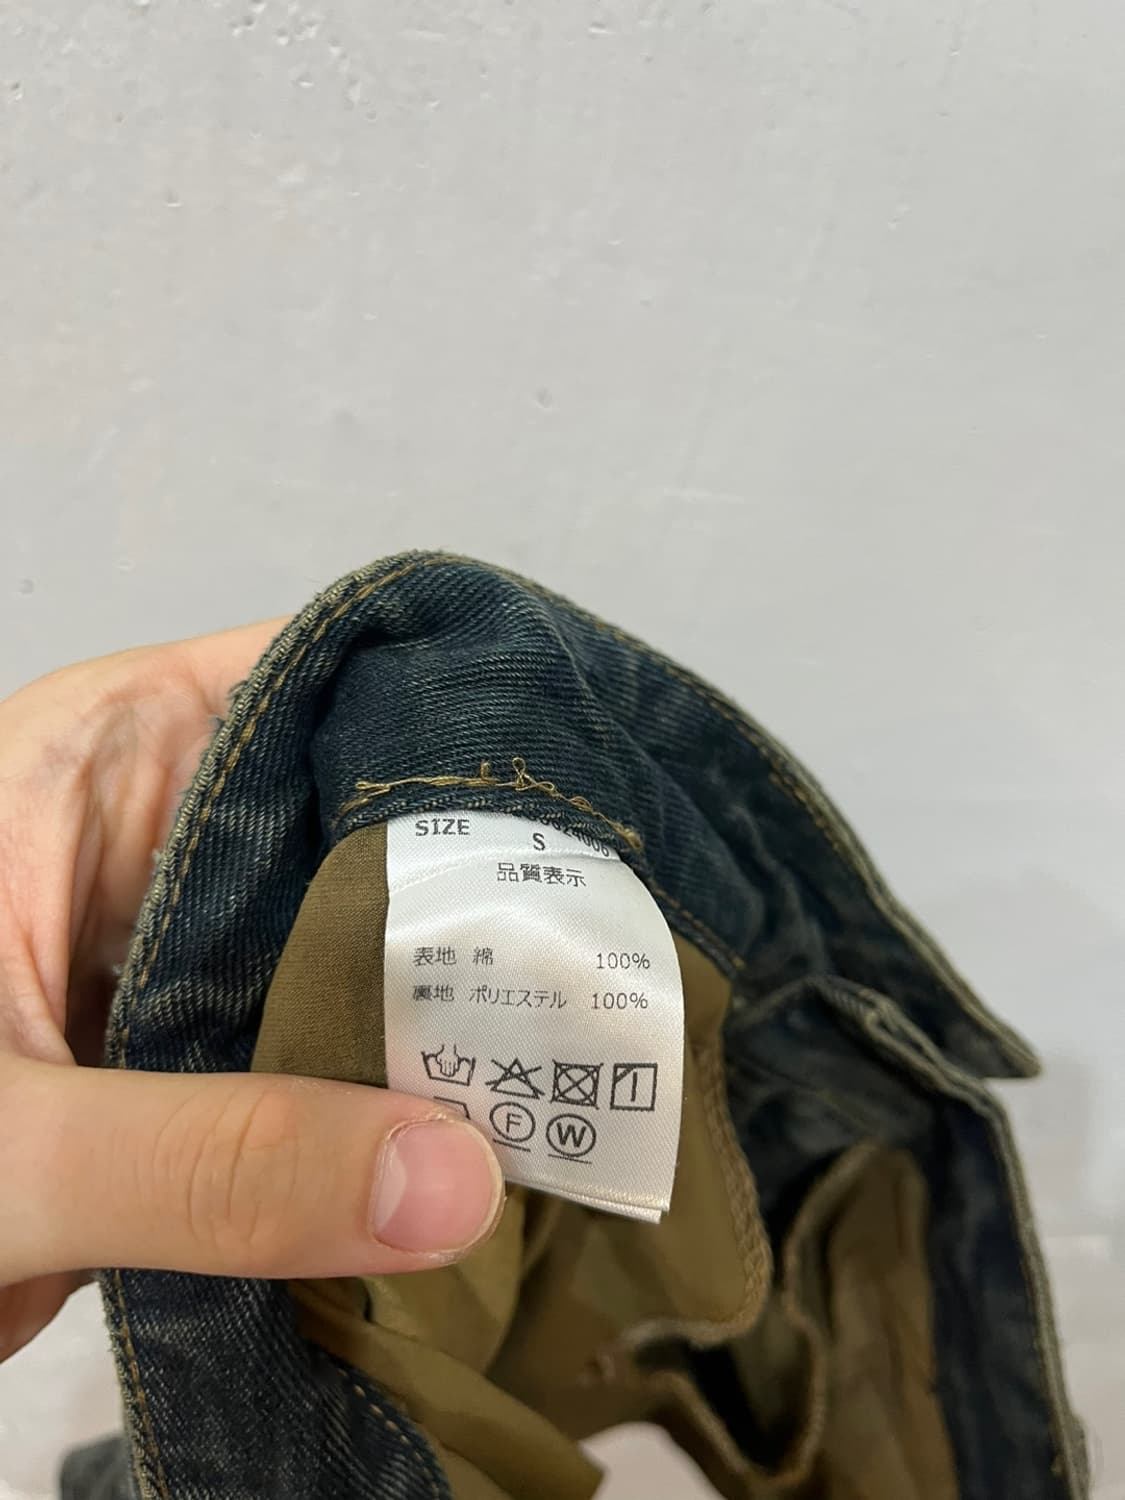 SIZE S
品質表示
表地 綿 100%
裏地 ポリエステル 100%
F W